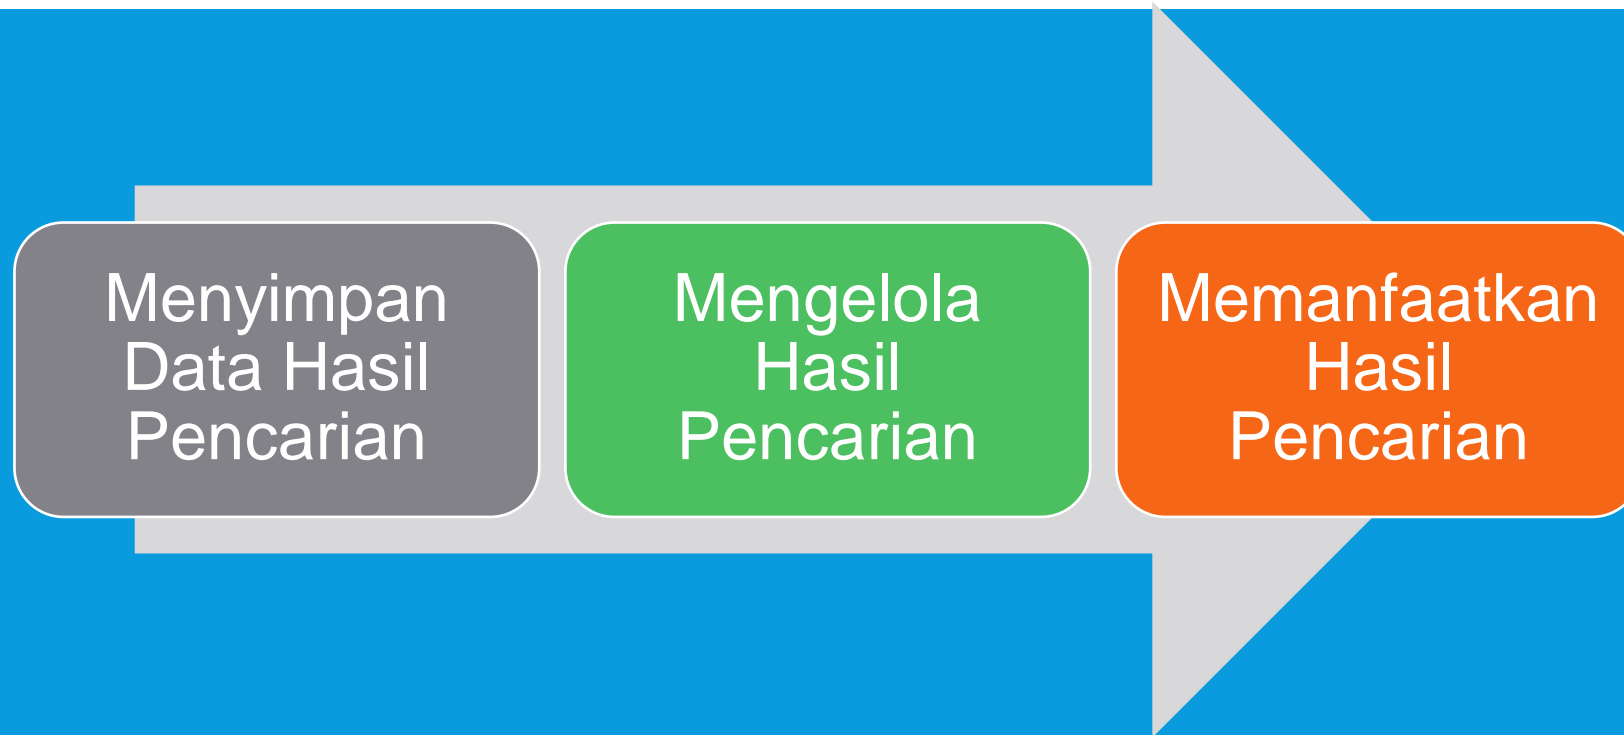 Menyimpan
Data Hasil
Pencarian
Mengelola
Hasil
Pencarian
Memanfaatkan
Hasil
Pencarian